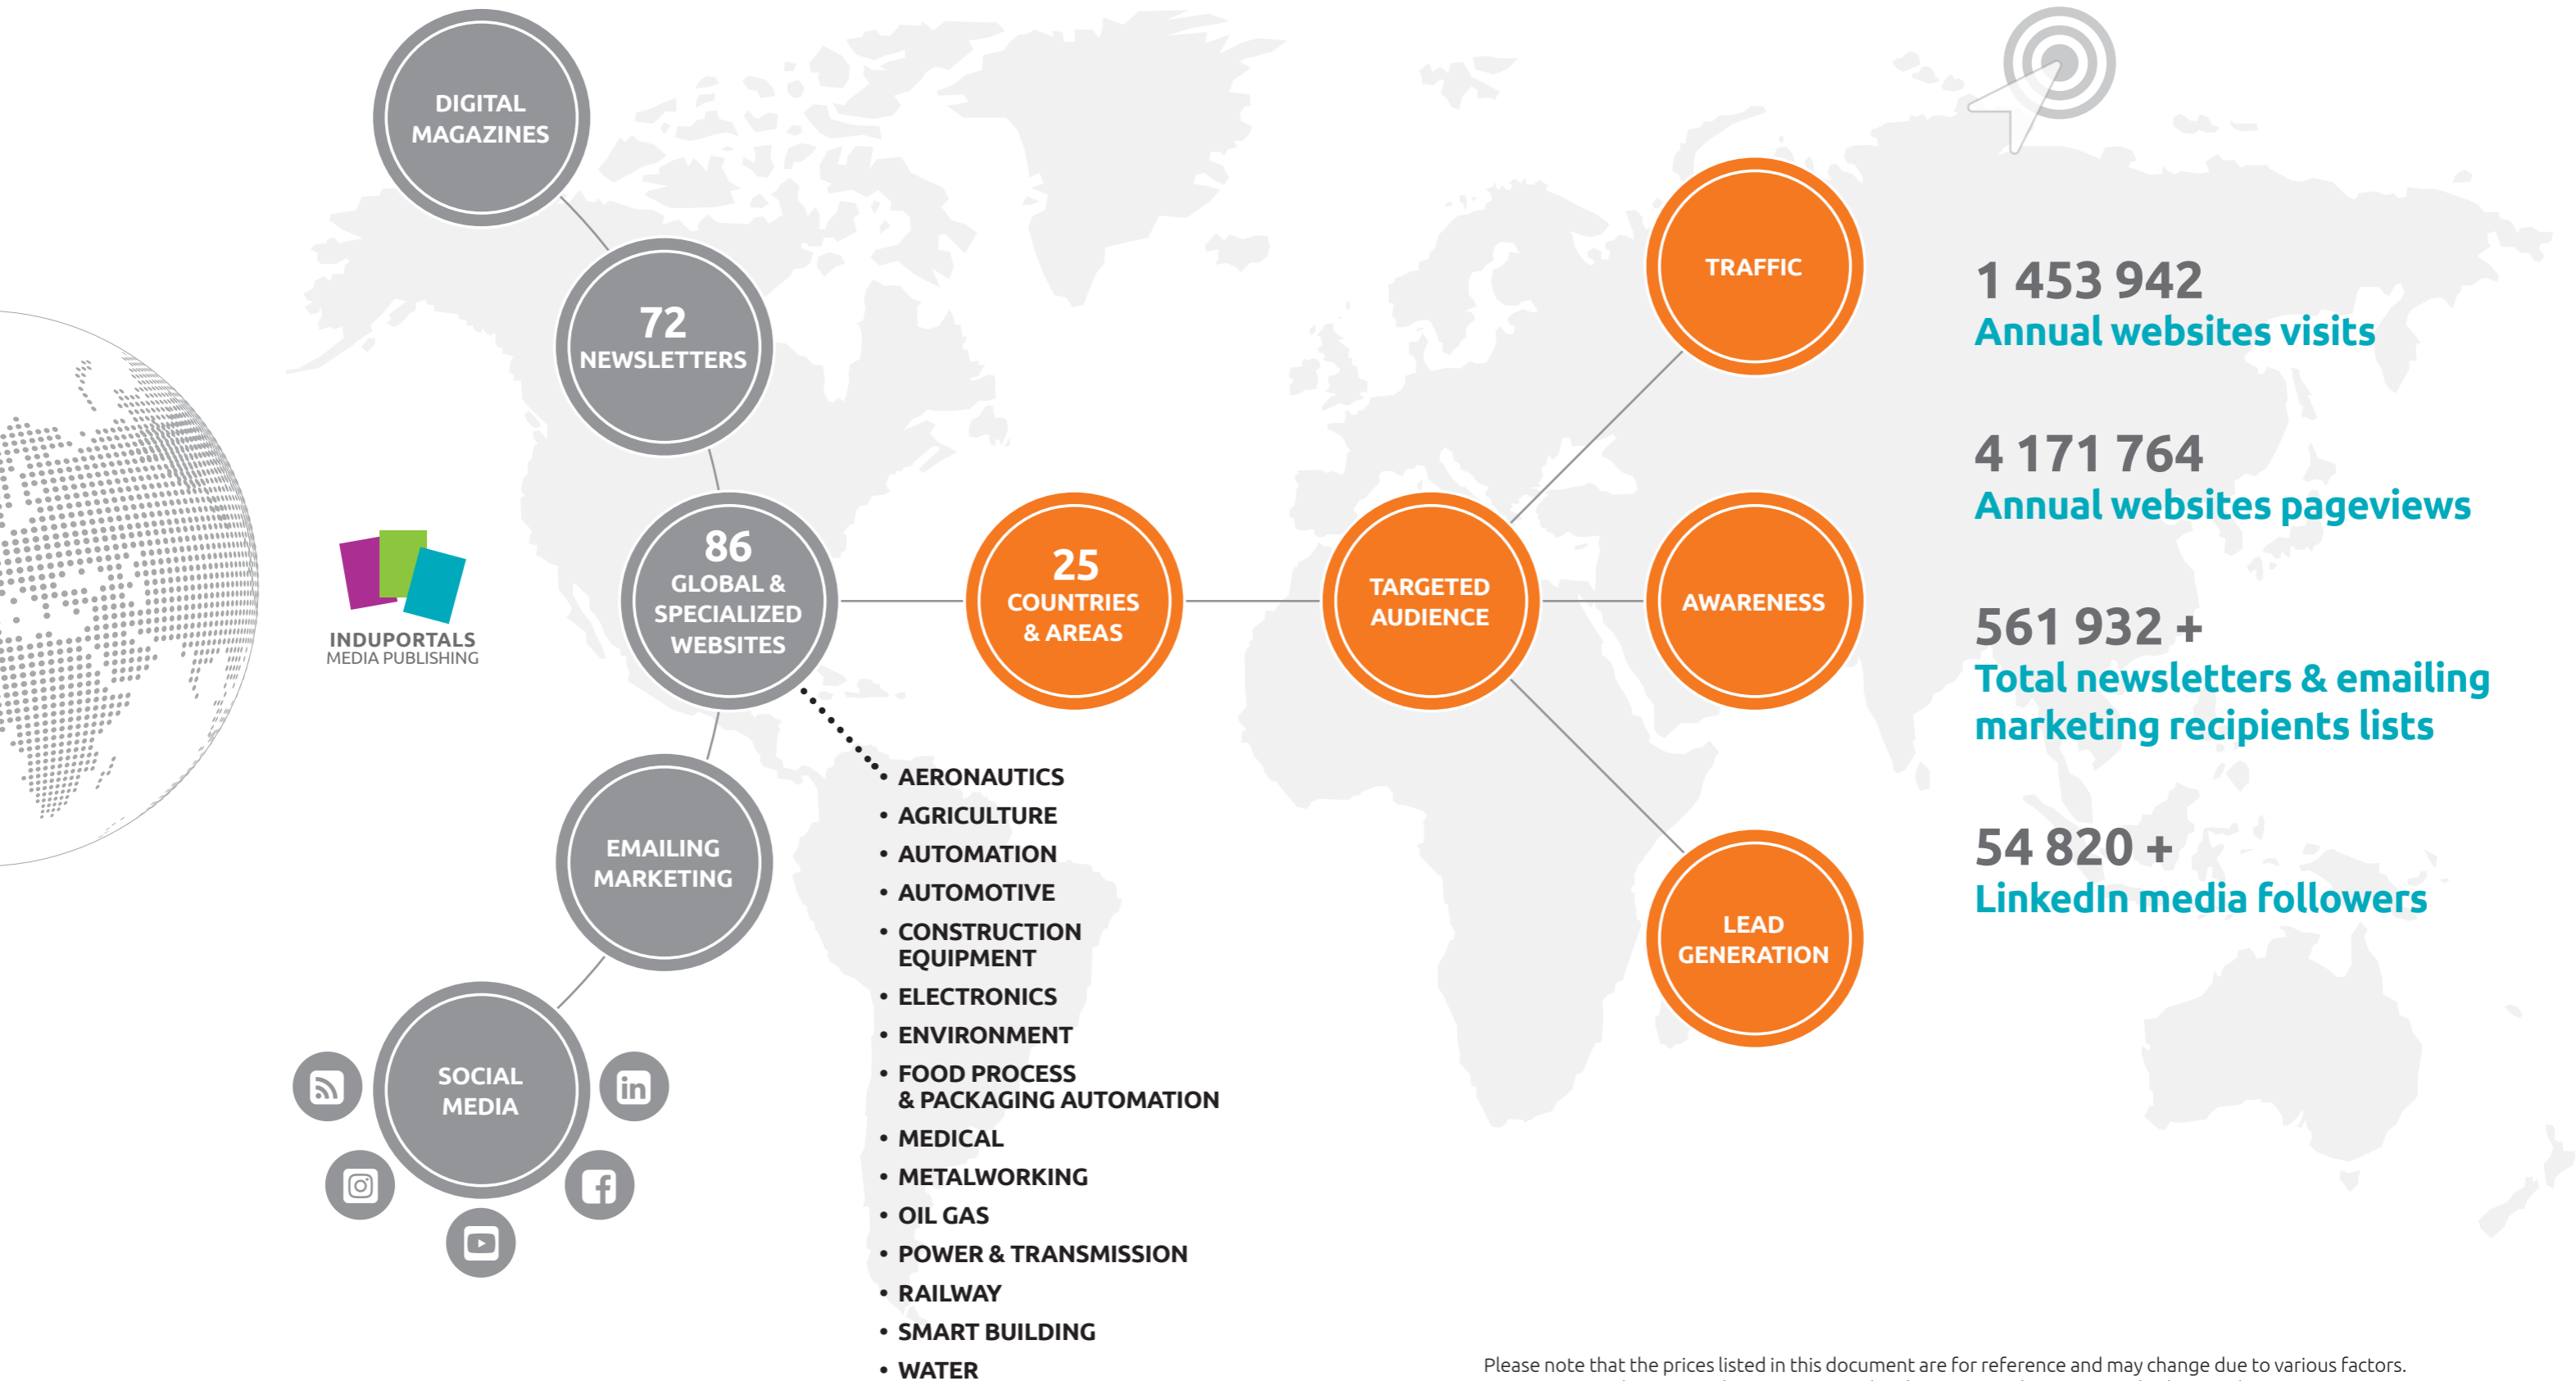 DIGITAL
MAGAZINES
72
NEWSLETTERS
86
GLOBAL &
SPECIALIZED
WEBSITES
INDUPORTALS
MEDIA PUBLISHING
EMAILING
MARKETING
SOCIAL
MEDIA
in
f
25
COUNTRIES
& AREAS
• AERONAUTICS
• AGRICULTURE
• AUTOMATION
• AUTOMOTIVE
• CONSTRUCTION
EQUIPMENT
• ELECTRONICS
• ENVIRONMENT
• FOOD PROCESS
& PACKAGING AUTOMATION
• MEDICAL
• METALWORKING
• OIL GAS
• POWER & TRANSMISSION
• RAILWAY
• SMART BUILDING
• WATER
TARGETED
AUDIENCE
TRAFFIC
AWARENESS
LEAD
GENERATION
1 453 942
Annual websites visits
4 171 764
Annual websites pageviews
561 932 +
Total newsletters & emailing
marketing recipients lists
54 820 +
LinkedIn media followers
Please note that the prices listed in this document are for reference and may change due to various factors.